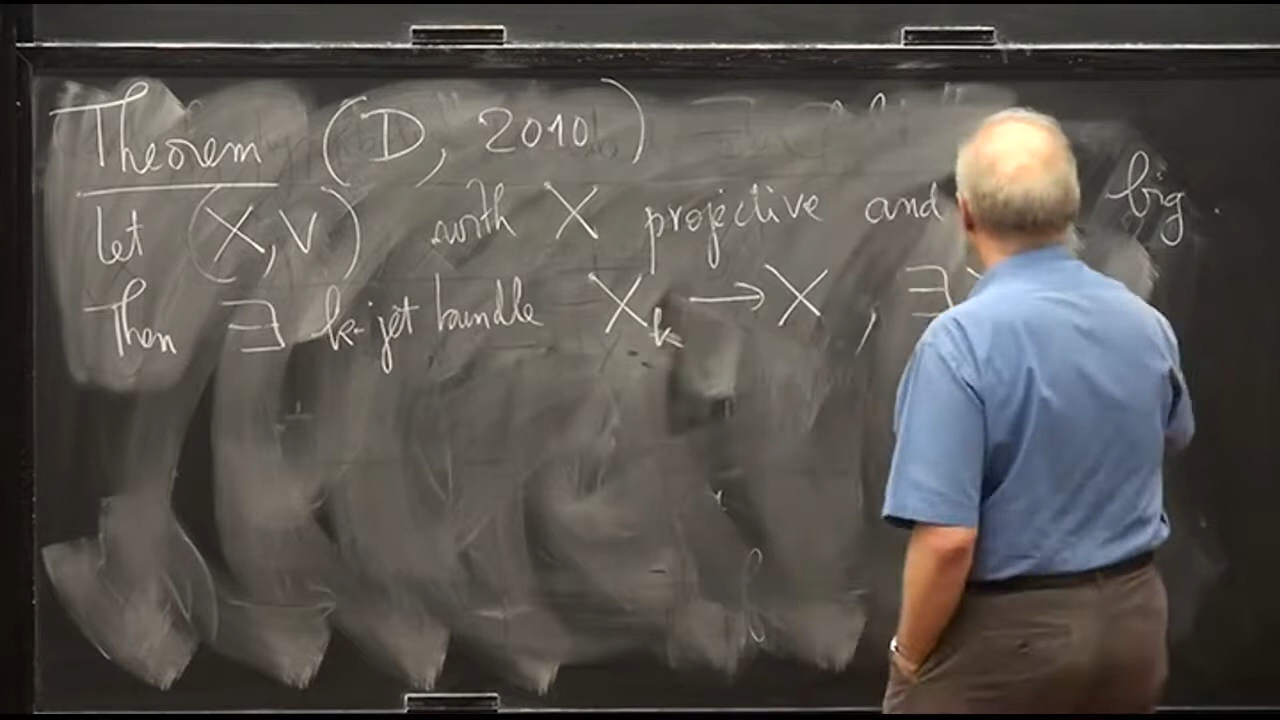 Theorem (D, 2010)
let (X,V) with X projective and big.
Then ∃ k-jet bundle X_k → X, ∃